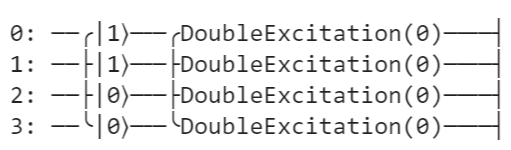 0: ──╭|1⟩──╭DoubleExcitation(0)───┤
1: ──├|1⟩──├DoubleExcitation(0)───┤
2: ──├|0⟩──├DoubleExcitation(0)───┤
3: ──╰|0⟩──╰DoubleExcitation(0)───┤